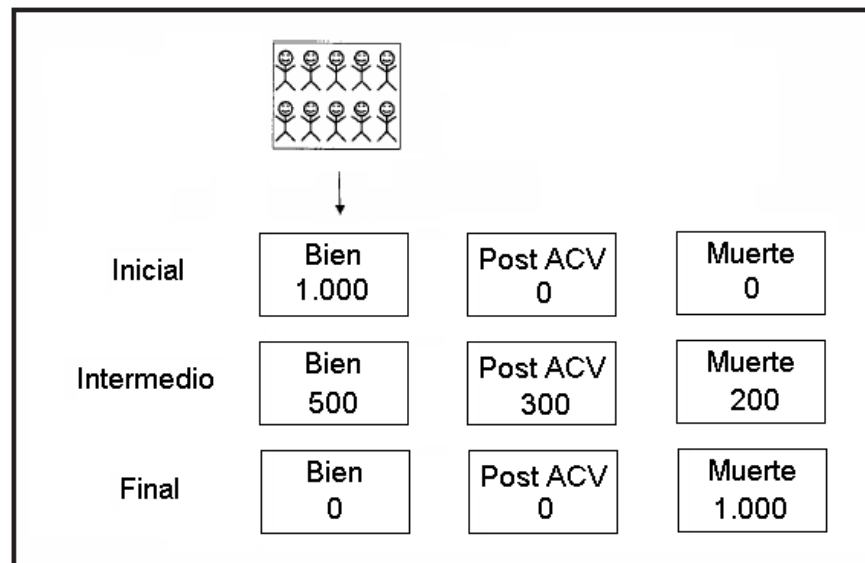 Inicial
Bien
1.000
Post ACV
0
Muerte
0
Intermedio
Bien
500
Post ACV
300
Muerte
200
Final
Bien
0
Post ACV
0
Muerte
1.000